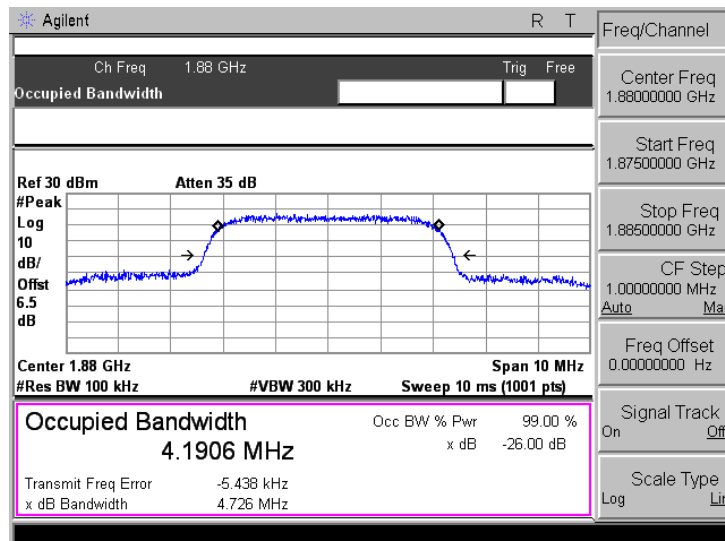 Agilent R T
Ch Freq 1.88 GHz Trig Free
Occupied Bandwidth
Ref 30 dBm Atten 35 dB
#Peak
Log
10
dB/
Offst
6.5
dB
Center 1.88 GHz Span 10 MHz
#Res BW 100 kHz #VBW 300 kHz Sweep 10 ms (1001 pts)
Occupied Bandwidth Occ BW % Pwr 99.00 %
4.1906 MHz x dB -26.00 dB
Transmit Freq Error -5.438 kHz
x dB Bandwidth 4.726 MHz
Freq/Channel
Center Freq
1.88000000 GHz
Start Freq
1.87500000 GHz
Stop Freq
1.88500000 GHz
CF Step
1.00000000 MHz
Auto Ma
Freq Offset
0.00000000 Hz
Signal Track
On Off
Scale Type
Log Li